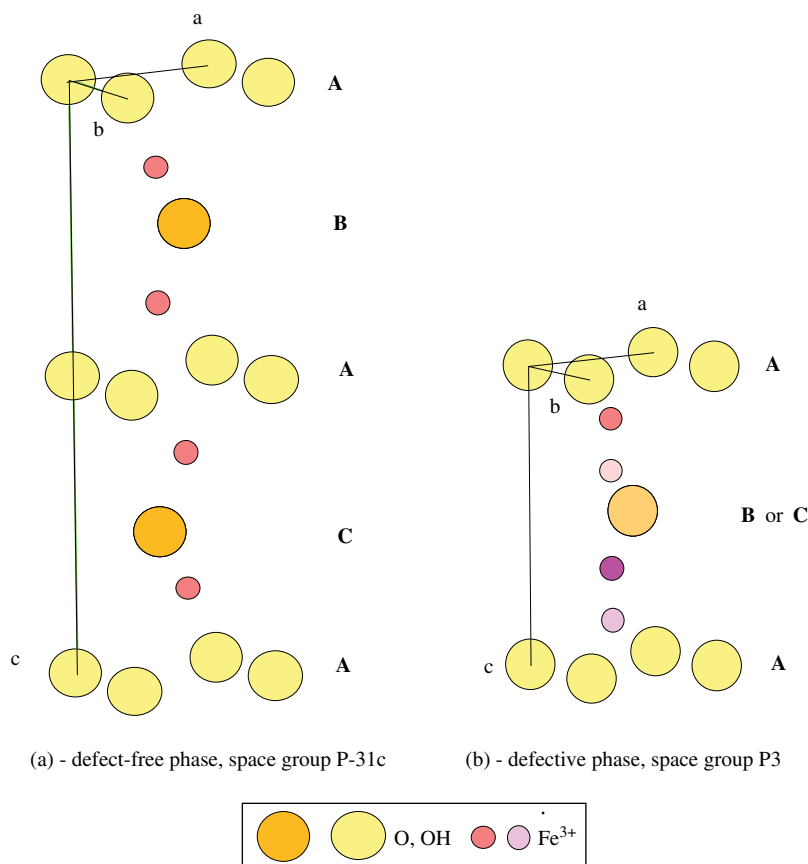 a
A
b
B
a
A
A
b
B or C
C
c
A
c
A
(a) - defect-free phase, space group P-31c
(b) - defective phase, space group P3
O, OH
Fe3+